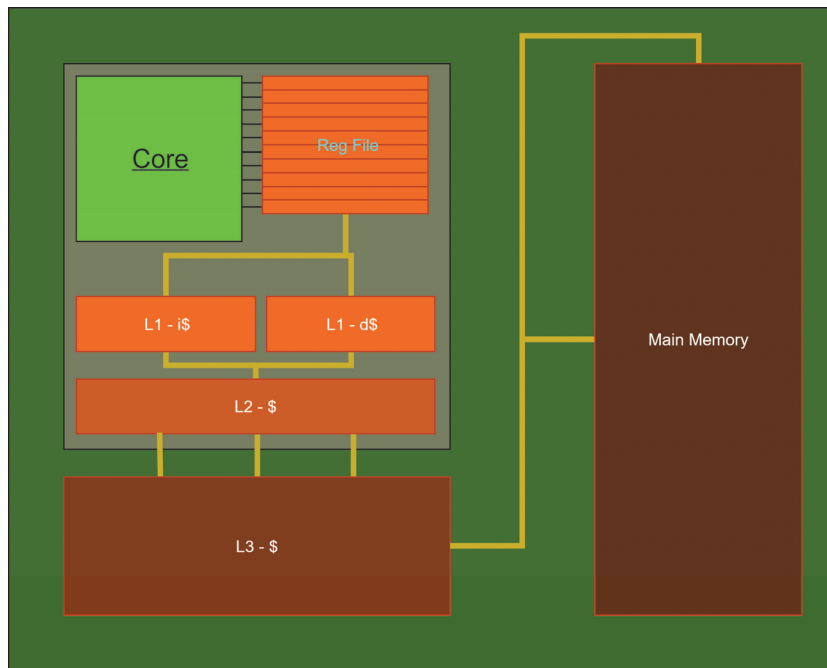 Core
Reg File
L1 - i$
L1 - d$
L2 - $
L3 - $
Main Memory